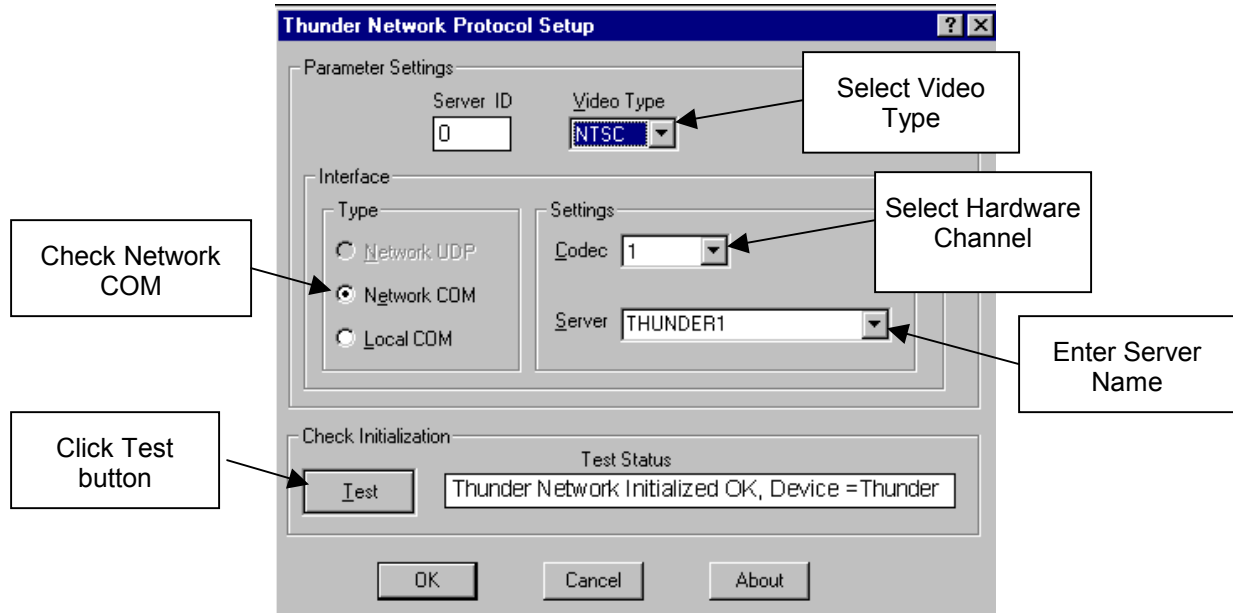 Thunder Network Protocol Setup
Parameter Settings
Server ID
Video Type
0
NTSC
Select Video
Type
Interface
Type
Network UDP
Network COM
Local COM
Settings
Codec
1
Server
THUNDER1
Select Hardware
Channel
Check Network
COM
Enter Server
Name
Check Initialization
Test Status
Test
Thunder Network Initialized OK, Device =Thunder
Click Test
button
OK
Cancel
About